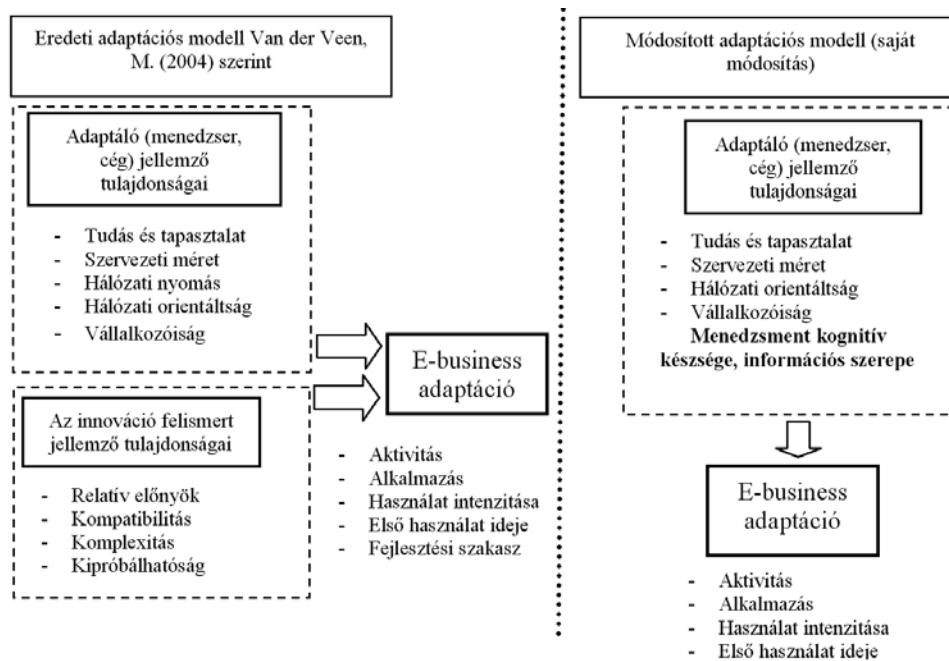 Eredeti adaptációs modell Van der Veen,
M. (2004) szerint
Adaptáló (menedzser,
cég) jellemző
tulajdonságai
- Tudás és tapasztalat
- Szervezeti méret
- Hálózati nyomás
- Hálózati orientáltság
- Vállalkozóiság
Az innováció felismert
jellemző tulajdonságai
- Relatív előnyök
- Kompatibilitás
- Komplexitás
- Kipróbálhatóság
E-business
adaptáció
- Aktivitás
- Alkalmazás
- Használat intenzitása
- Első használat ideje
- Fejlesztési szakasz
Módosított adaptációs modell (saját
módosítás)
Adaptáló (menedzser,
cég) jellemző
tulajdonságai
- Tudás és tapasztalat
- Szervezeti méret
- Hálózati orientáltság
- Vállalkozóiság
Menedzsment kognitív
készsége, információs szerepe
E-business
adaptáció
- Aktivitás
- Alkalmazás
- Használat intenzitása
- Első használat ideje